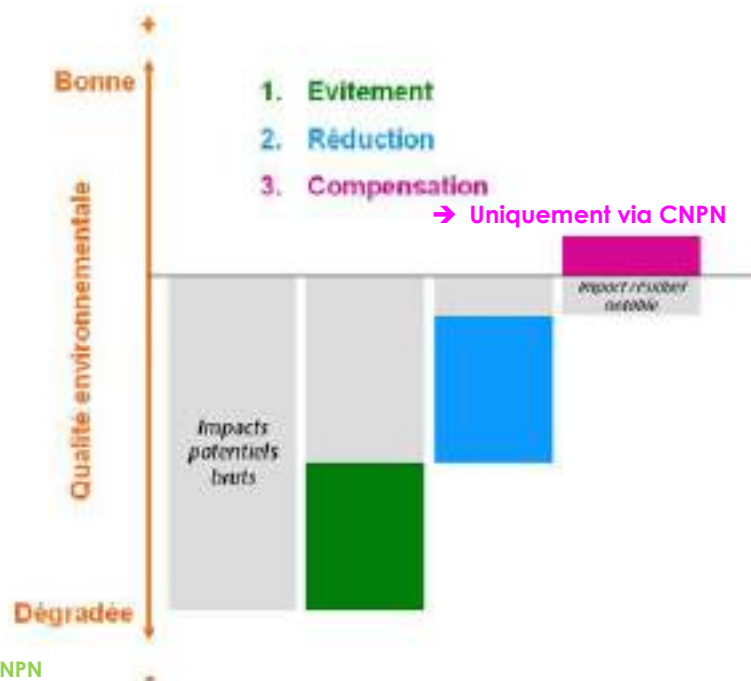 +
Bonne
1. Evitement
2. Réduction
3. Compensation
➔ Uniquement via CNPN
Qualité environnementale
Impact résiduel
notable
Impacts
potentiels
bruts
Dégradée
NPN